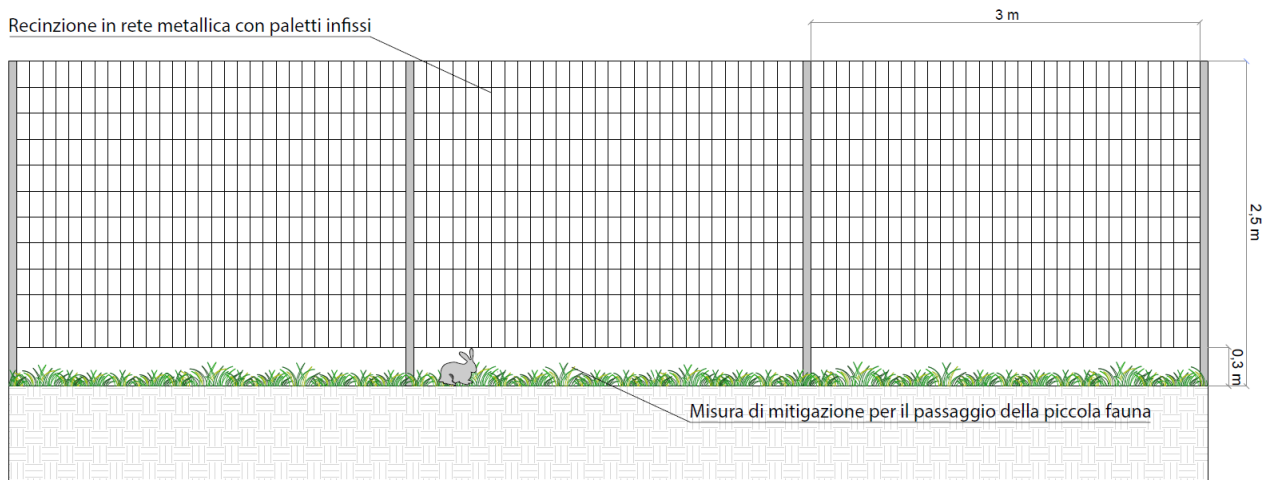 3 m
Recinzione in rete metallica con paletti infissi
2,5 m
0,3 m
Misura di mitigazione per il passaggio della piccola fauna